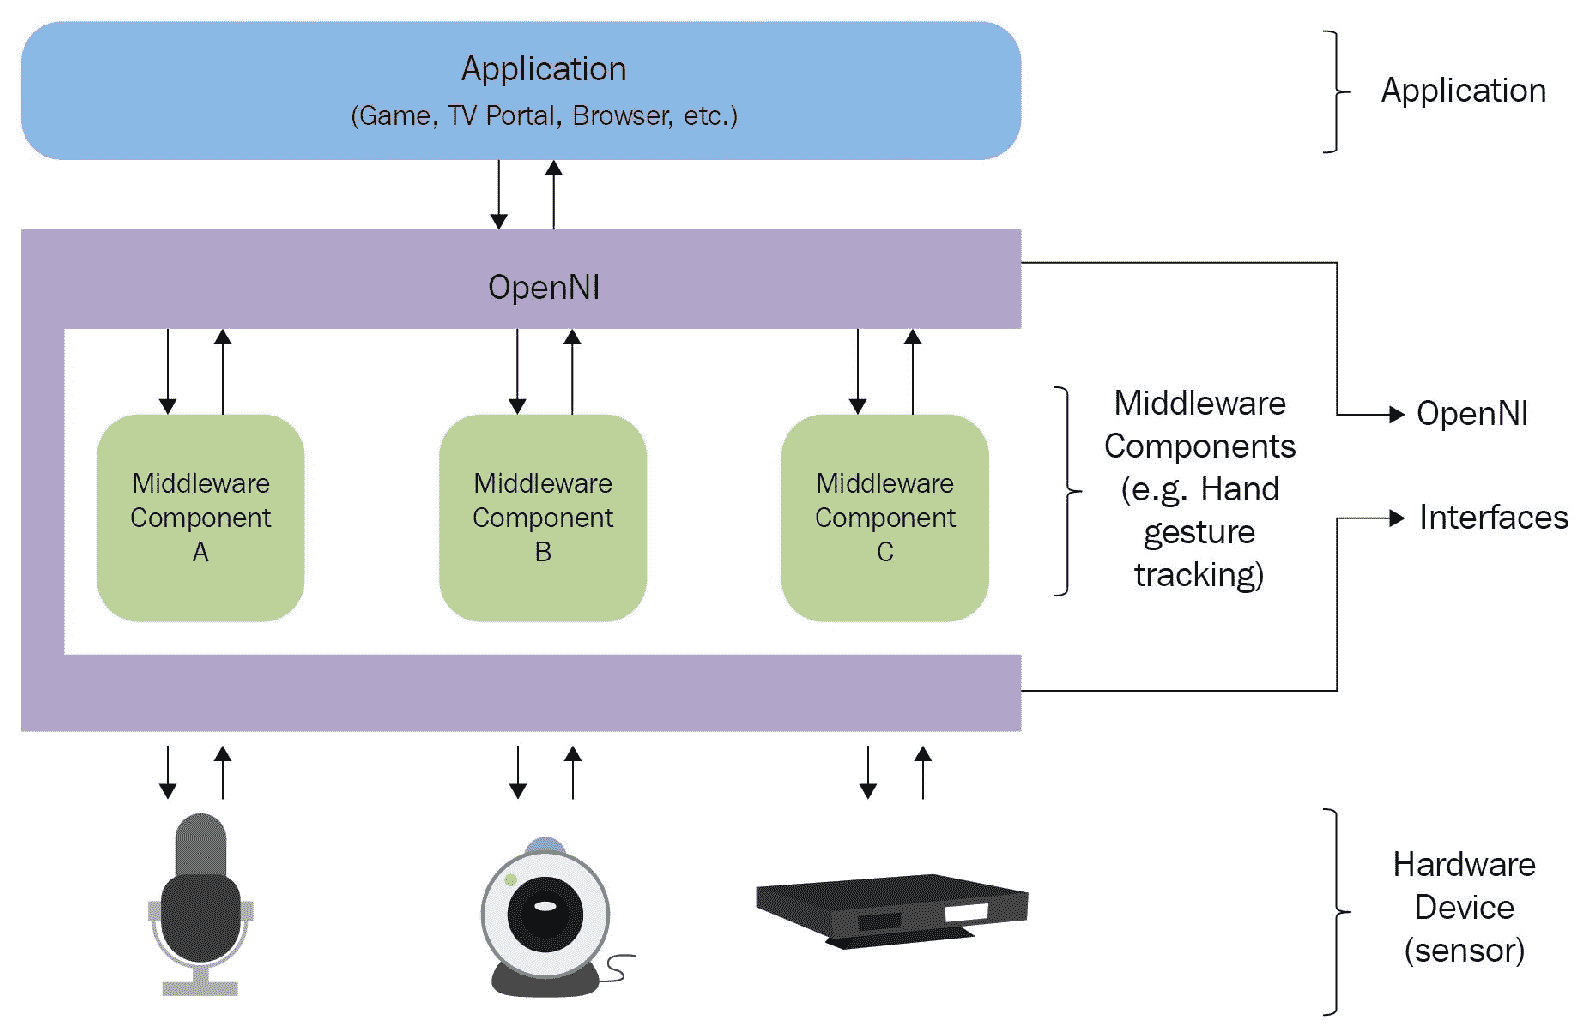 Application
(Game, TV Portal, Browser, etc.)
Application
OpenNI
Middleware
Component
A
Middleware
Component
B
Middleware
Component
C
Middleware
Components
(e.g. Hand
gesture
tracking)
OpenNI
Interfaces
Hardware
Device
(sensor)